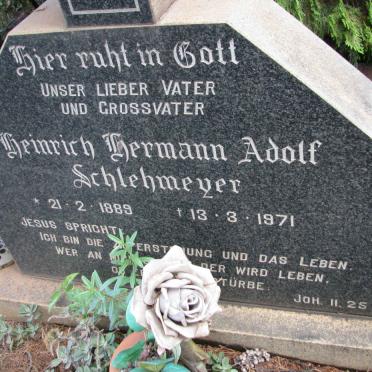 Hier ruht in Gott
UNSER LIEBER VATER
UND GROSSVATER
Heinrich Hermann Adolf
Schlehmeyer
* 21·2·1889 † 13·3·1971
JESUS SPRICHT:
ICH BIN DIE AUFERSTEHUNG UND DAS LEBEN.
WER AN DER WIRD LEBEN,
STÜRBE.
JOH. 11. 25